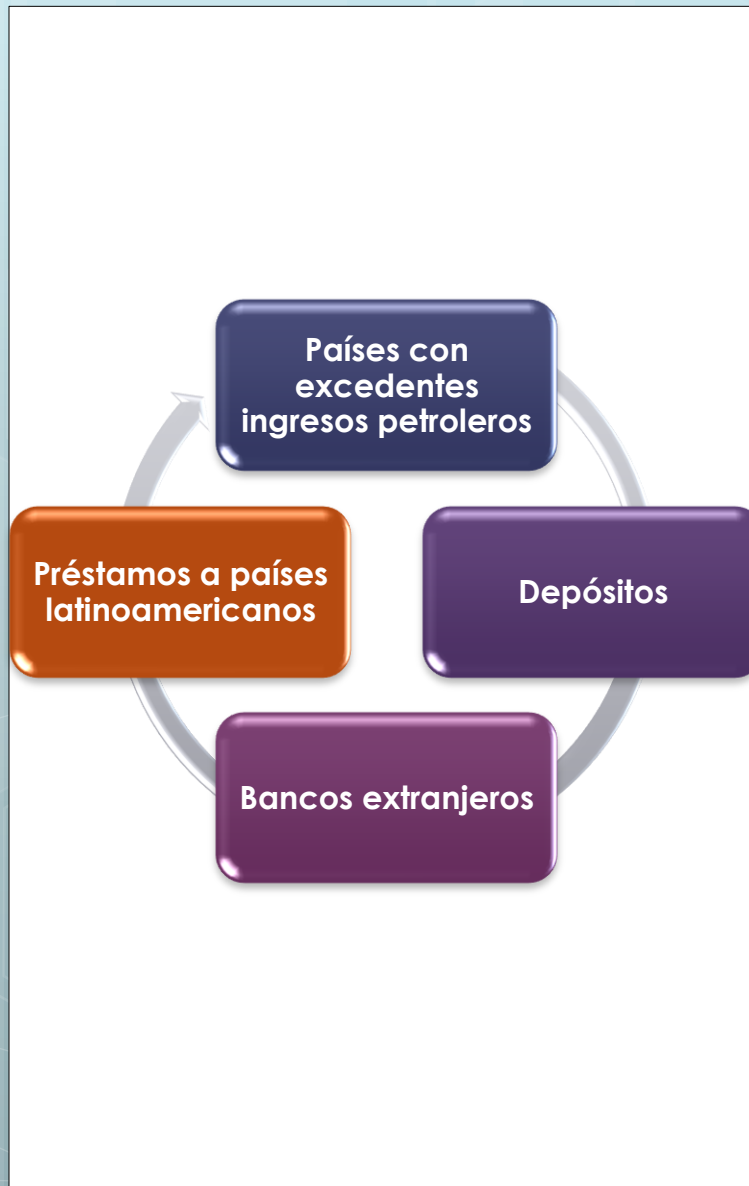 Países con
excedentes
ingresos petroleros
Depósitos
Bancos extranjeros
Préstamos a países
latinoamericanos